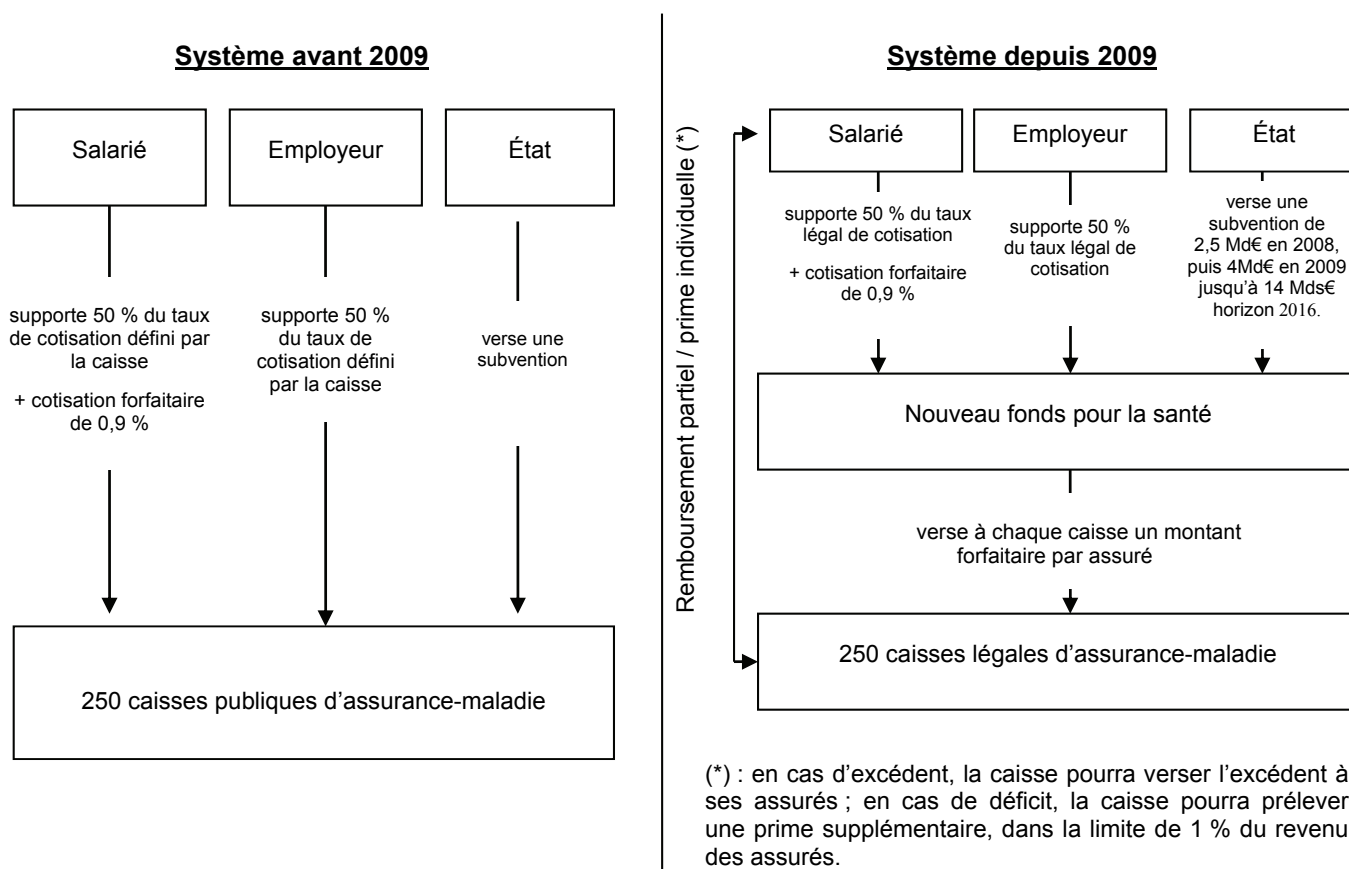 Système avant 2009
Salarié
Employeur
État
supporte 50 % du taux
de cotisation défini par
la caisse
+ cotisation forfaitaire
de 0,9 %
supporte 50 %
du taux de
cotisation défini
par la caisse
verse une
subvention
250 caisses publiques d’assurance-maladie
Système depuis 2009
Remboursement partiel / prime individuelle (*)
Salarié
Employeur
État
supporte 50 % du taux
légal de cotisation
+ cotisation forfaitaire
de 0,9 %
supporte 50 %
du taux légal de
cotisation
verse une
subvention de
2,5 Md€ en 2008,
puis 4Md€ en 2009
jusqu’à 14 Mds€
horizon 2016.
Nouveau fonds pour la santé
verse à chaque caisse un montant
forfaitaire par assuré
250 caisses légales d’assurance-maladie
(*) : en cas d’excédent, la caisse pourra verser l’excédent à
ses assurés ; en cas de déficit, la caisse pourra prélever
une prime supplémentaire, dans la limite de 1 % du revenu
des assurés.